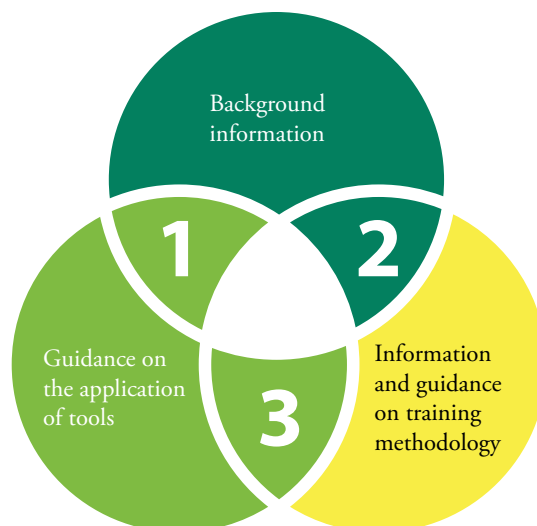 Background
information
1
2
Guidance on
the application
of tools
Information
and guidance
on training
methodology
3